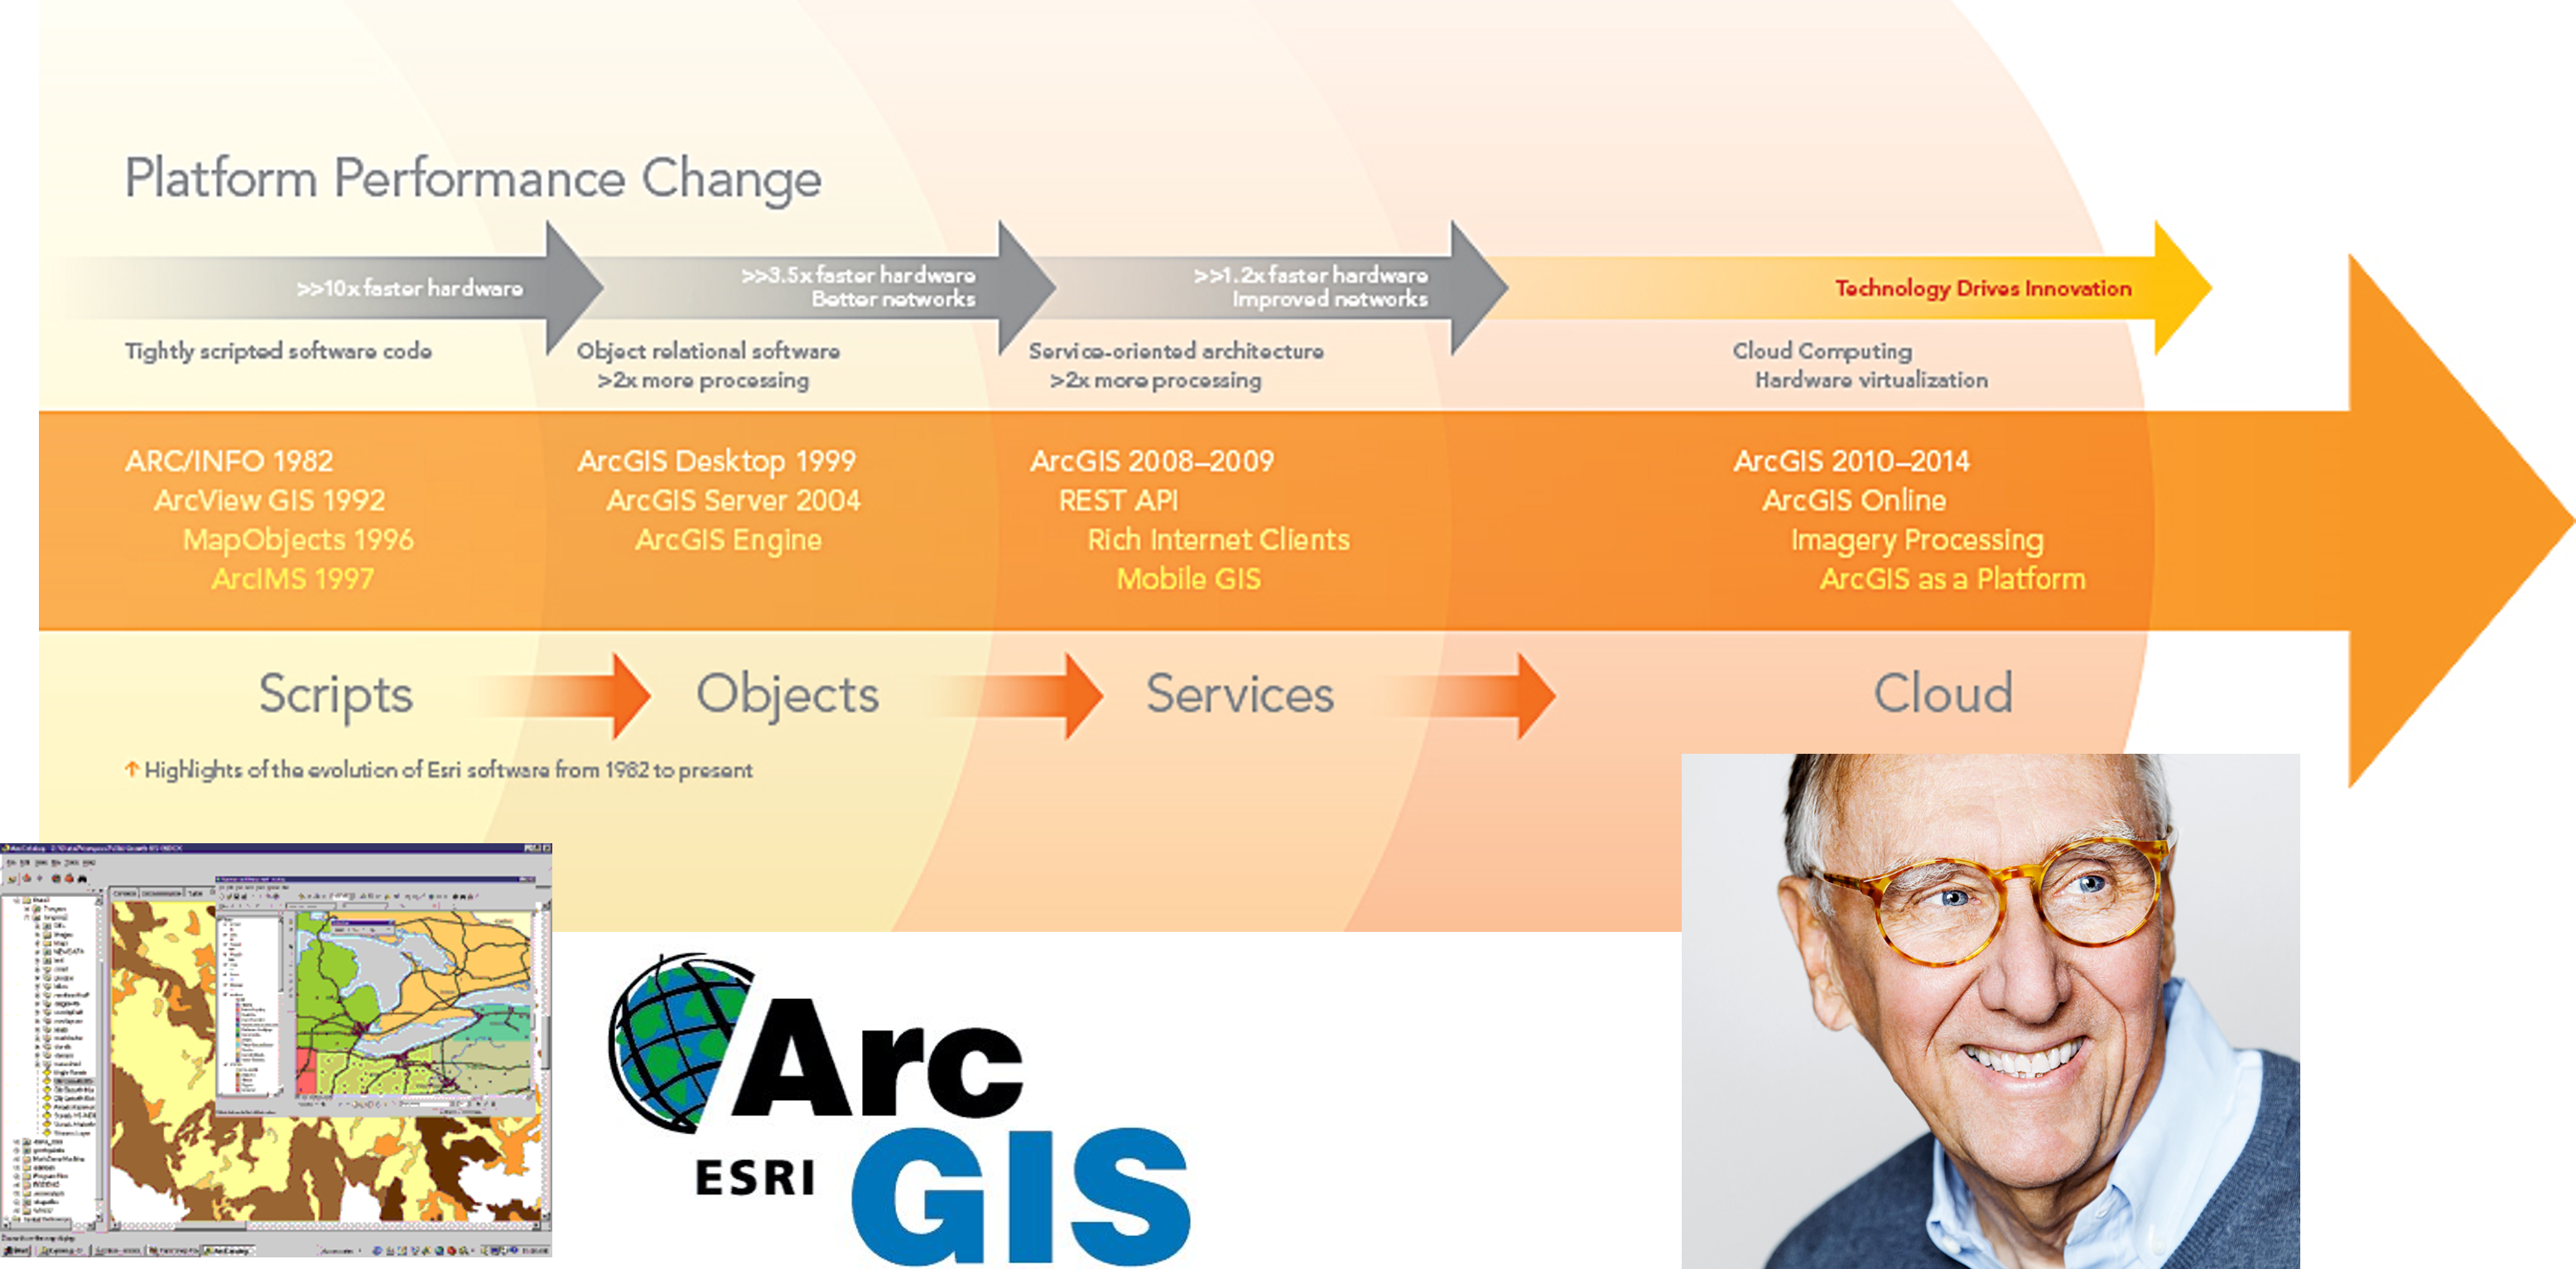 Platform Performance Change
>>10x faster hardware
>>3.5x faster hardware
Better networks
>>1.2x faster hardware
Improved networks
Technology Drives Innovation
Tightly scripted software code
Object relational software
>2x more processing
Service-oriented architecture
>2x more processing
Cloud Computing
Hardware virtualization
ARC/INFO 1982
ArcView GIS 1992
MapObjects 1996
ArcIMS 1997
ArcGIS Desktop 1999
ArcGIS Server 2004
ArcGIS Engine
ArcGIS 2008–2009
REST API
Rich Internet Clients
Mobile GIS
ArcGIS 2010–2014
ArcGIS Online
Imagery Processing
ArcGIS as a Platform
Scripts
Objects
Services
Cloud
↑ Highlights of the evolution of Esri software from 1982 to present
Arc
ESRI GIS